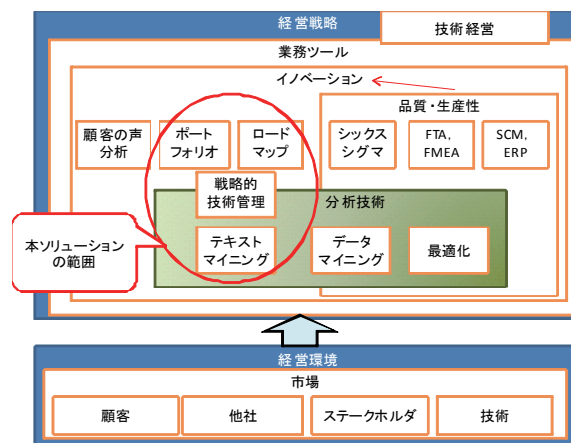 経営戦略
技術経営
業務ツール
イノベーション
品質・生産性
顧客の声
分析
ポート
フォリオ
ロード
マップ
シックス
シグマ
FTA,
FMEA
SCM,
ERP
戦略的
技術管理
分析技術
本ソリューション
の範囲
テキスト
マイニング
データ
マイニング
最適化
経営環境
市場
顧客
他社
ステークホルダ
技術